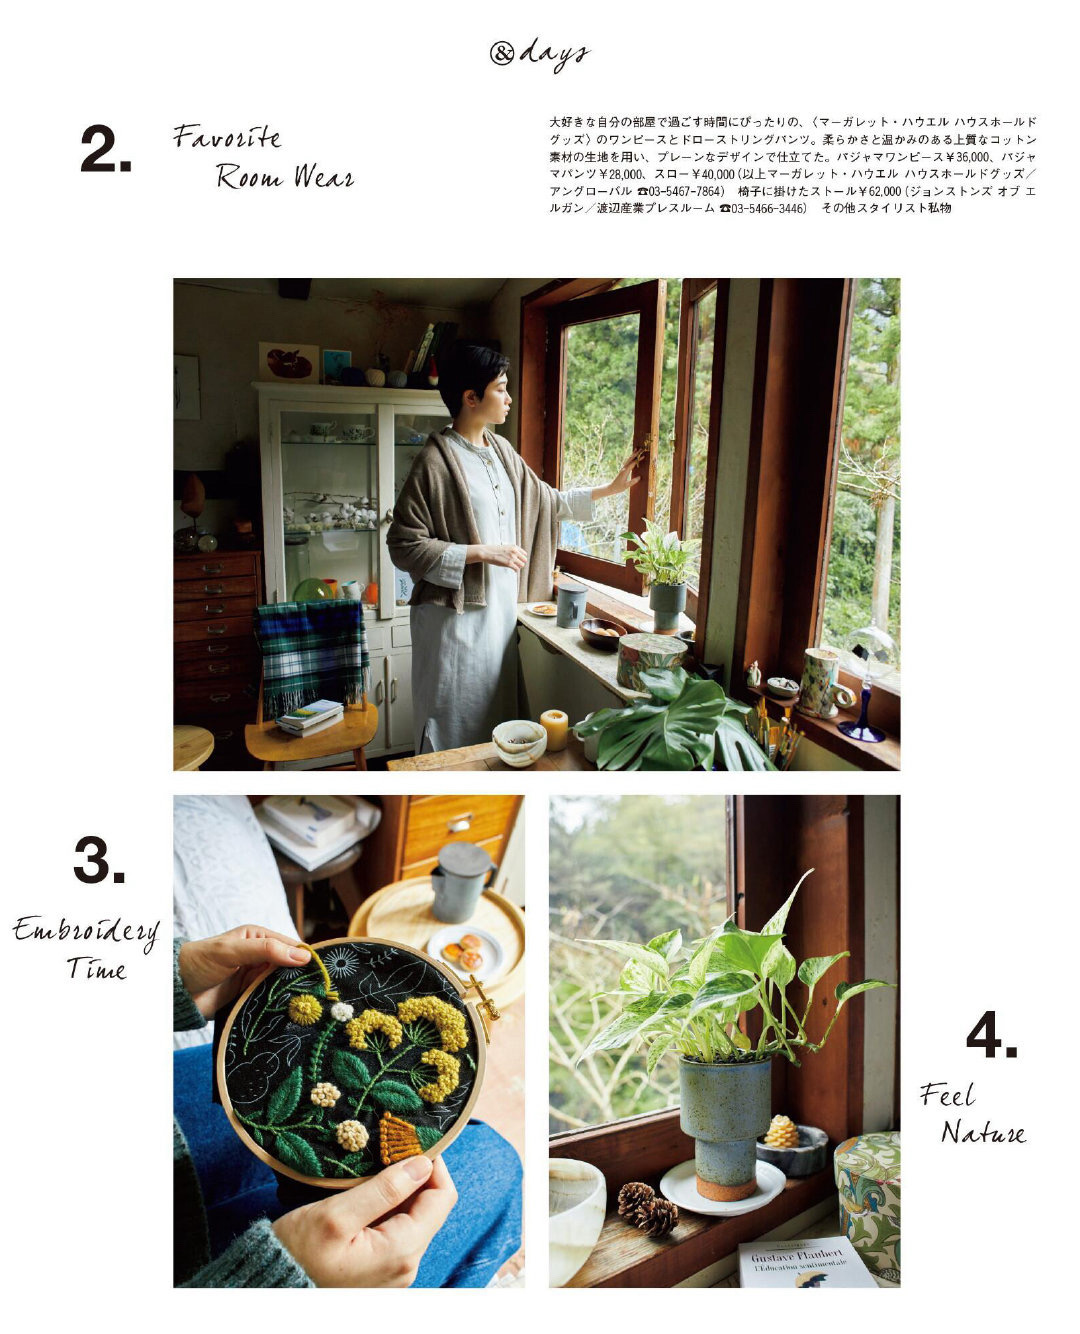 &days
2.
Favorite
Room Wear
大好きな自分の部屋で過ごす時間にぴったりの、〈マーガレット・ハウエル ハウスホールド
グッズ〉のワンピースとドローストリングパンツ。柔らかさと温かみのある上質なコットン
素材の生地を用い、プレーンなデザインで仕立てた。パジャマワンピース¥36,000、パジャ
マパンツ¥28,000、スロー¥40,000(以上マーガレット・ハウエル ハウスホールドグッズ/
アングローバル ☎03-5467-7864) 椅子に掛けたストール¥62,000(ジョンストンズ オブ エ
ルガン/渡辺産業プレスルーム ☎03-5466-3446) その他スタイリスト私物
3.
Embroidery
Time
4.
Feel
Nature
Gustave Flaubert
L'Éducation sentimentale